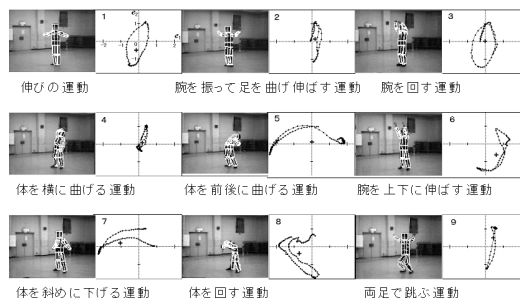 1 2 3
伸びの運動 腕を振って足を曲げ伸ばす運動 腕を回す運動
4 5 6
体を横に曲げる運動 体を前後に曲げる運動 腕を上下に伸ばす運動
7 8 9
体を斜めに下げる運動 体を回す運動 両足で跳ぶ運動